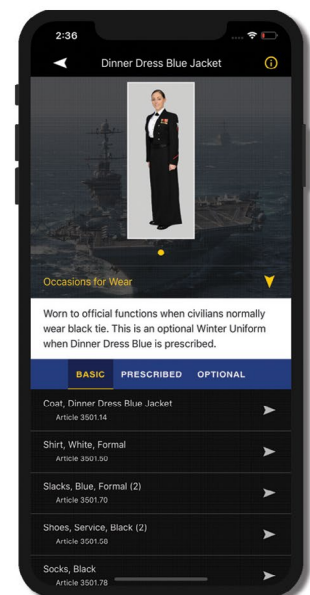 2:36
Dinner Dress Blue Jacket
Occasions for Wear
Worn to official functions when civilians normally
wear black tie. This is an optional Winter Uniform
when Dinner Dress Blue is prescribed.
BASIC PRESCRIBED OPTIONAL
Coat, Dinner Dress Blue Jacket
Article 3501.14
Shirt, White, Formal
Article 3501.50
Slacks, Blue, Formal (2)
Article 3501.70
Shoes, Service, Black (2)
Article 3501.58
Socks, Black
Article 3501.78